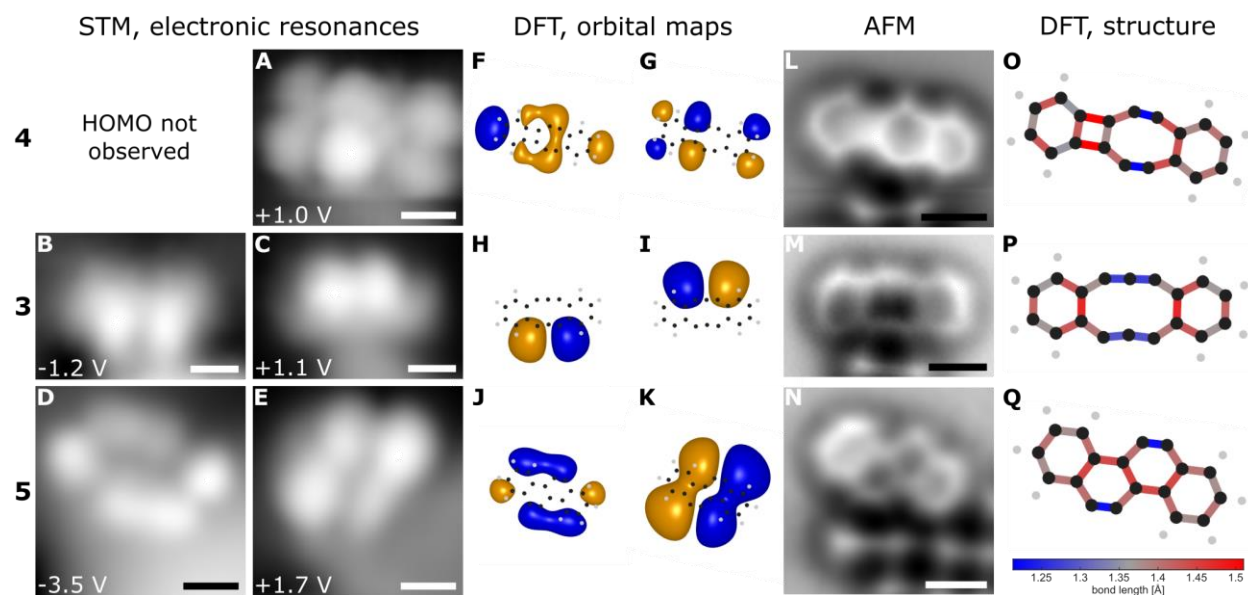 STM, electronic resonances DFT, orbital maps AFM DFT, structure
4 HOMO not observed A +1.0 V F G L O
3 B -1.2 V C +1.1 V H I M P
5 D -3.5 V E +1.7 V J K N Q
1.25 1.3 1.35 1.4 1.45 1.5
bond length [Å]